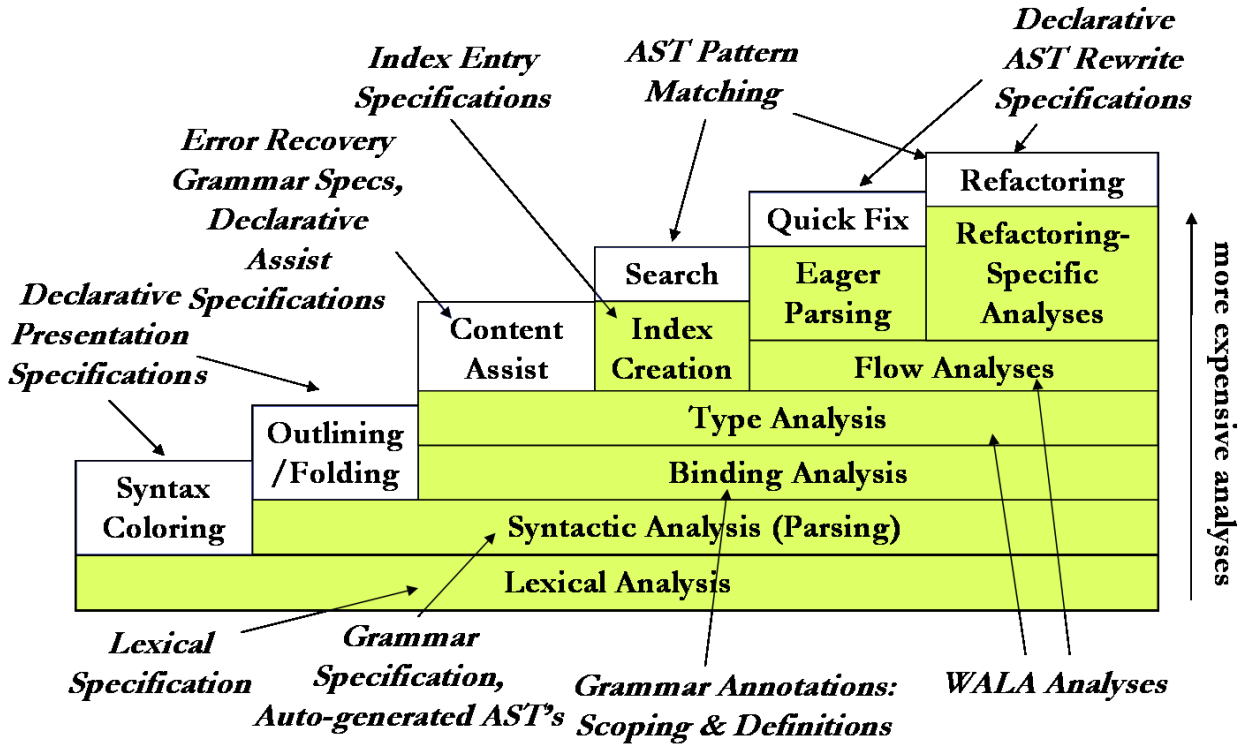 Declarative
AST Rewrite
Specifications
Index Entry
Specifications
AST Pattern
Matching
Error Recovery
Grammar Specs,
Declarative
Assist
Specifications
Declarative
Presentation
Specifications
Refactoring
Quick Fix
Refactoring-
Specific
Analyses
Search
Eager
Parsing
Content
Assist
Index
Creation
Flow Analyses
Type Analysis
Outlining
/Folding
Binding Analysis
Syntax
Coloring
Syntactic Analysis (Parsing)
Lexical Analysis
more expensive analyses
Lexical
Specification
Grammar
Specification,
Auto-generated AST's
Grammar Annotations:
Scoping & Definitions
WALA Analyses